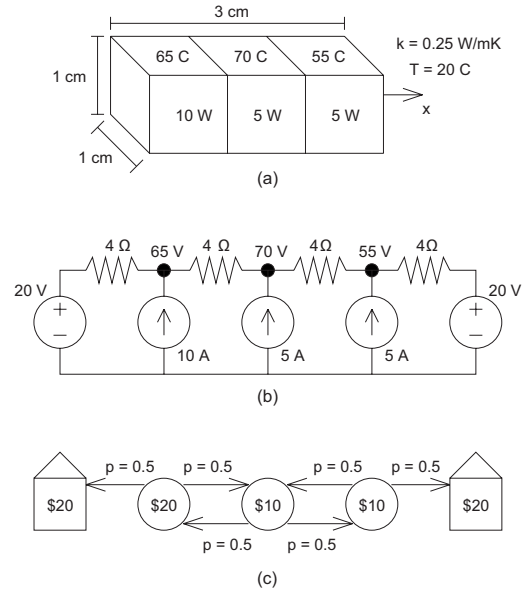 3 cm
65 C 70 C 55 C
k = 0.25 W/mK
T = 20 C
1 cm
10 W 5 W 5 W
x
1 cm
(a)
4 Ω 65 V 4 Ω 70 V 4Ω 55 V 4Ω
20 V + − 20 V + −
10 A 5 A 5 A
(b)
p = 0.5 p = 0.5 p = 0.5 p = 0.5
$20 $20 $10 $10 $20
p = 0.5 p = 0.5
(c)